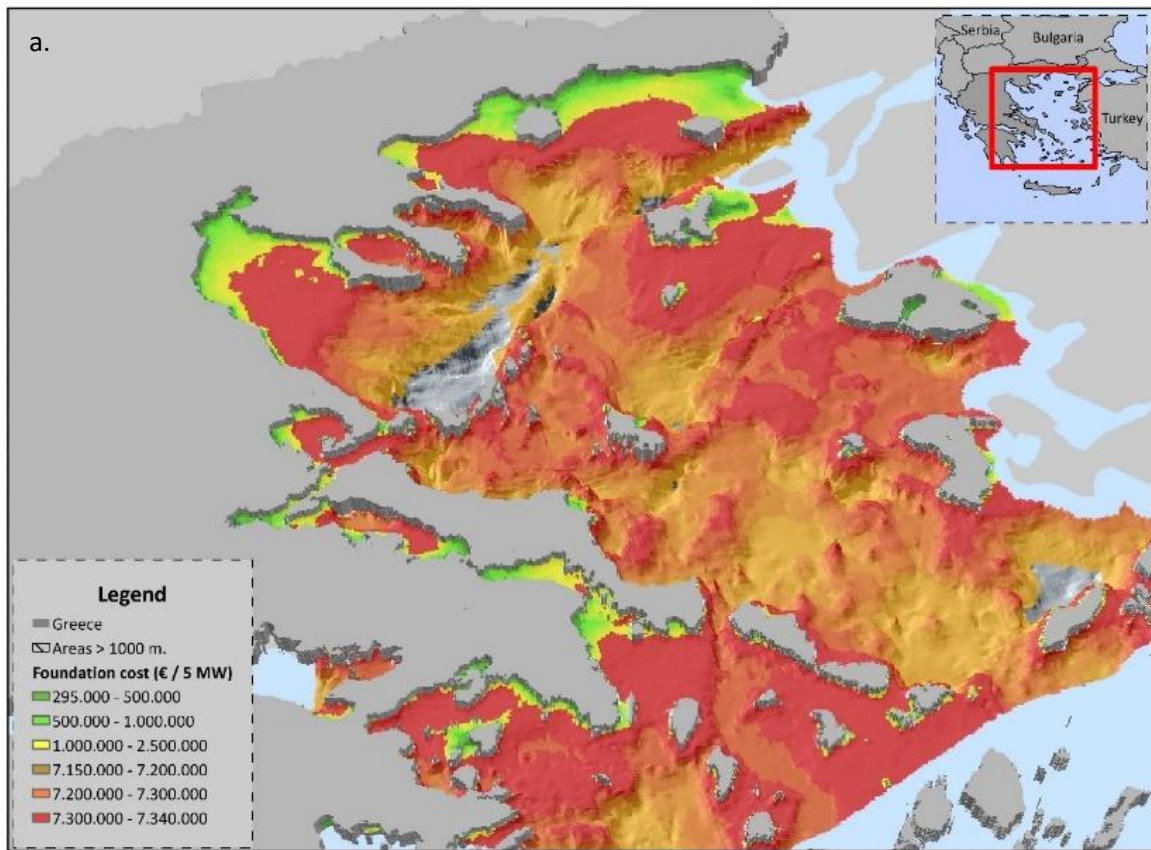 a.
Serbia
Bulgaria
Turkey
Legend
Greece
Areas > 1000 m.
Foundation cost (€ / 5 MW)
295.000 - 500.000
500.000 - 1.000.000
1.000.000 - 2.500.000
7.150.000 - 7.200.000
7.200.000 - 7.300.000
7.300.000 - 7.340.000